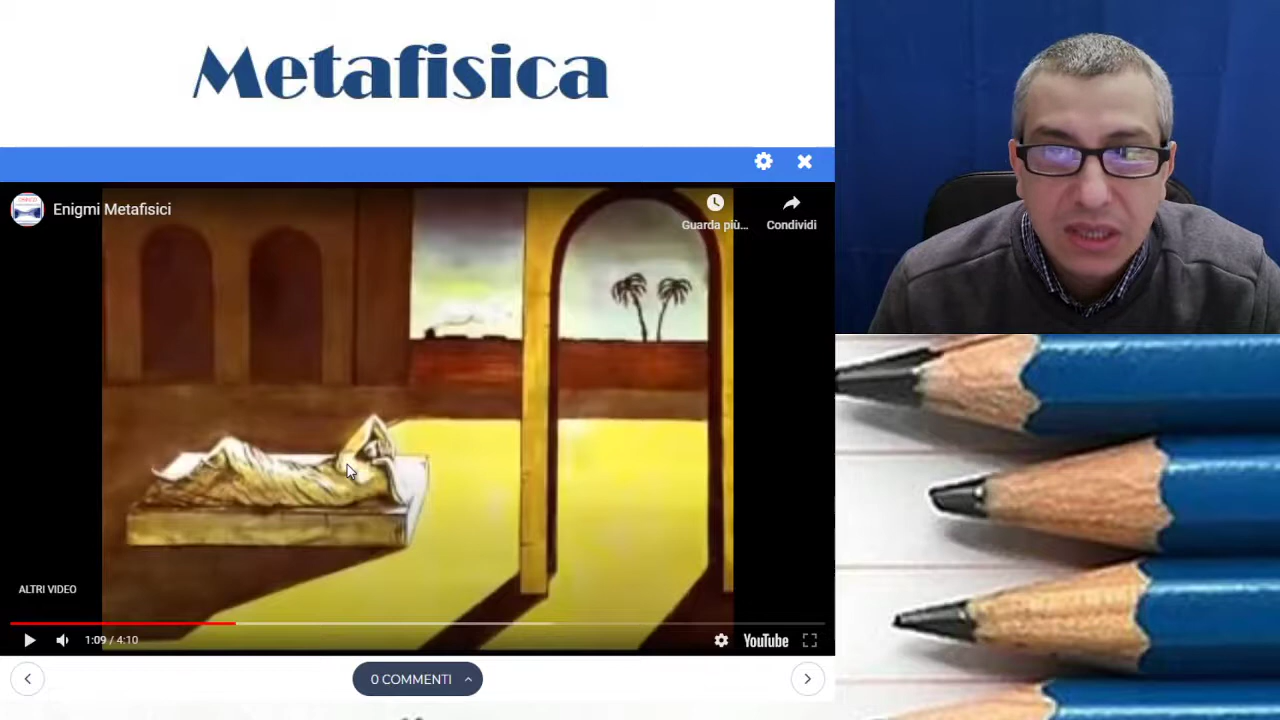 Metafisica
Enigmi Metafisici
Guarda più...
Condividi
ALTRI VIDEO
1:09 / 4:10
YouTube
0 COMMENTI